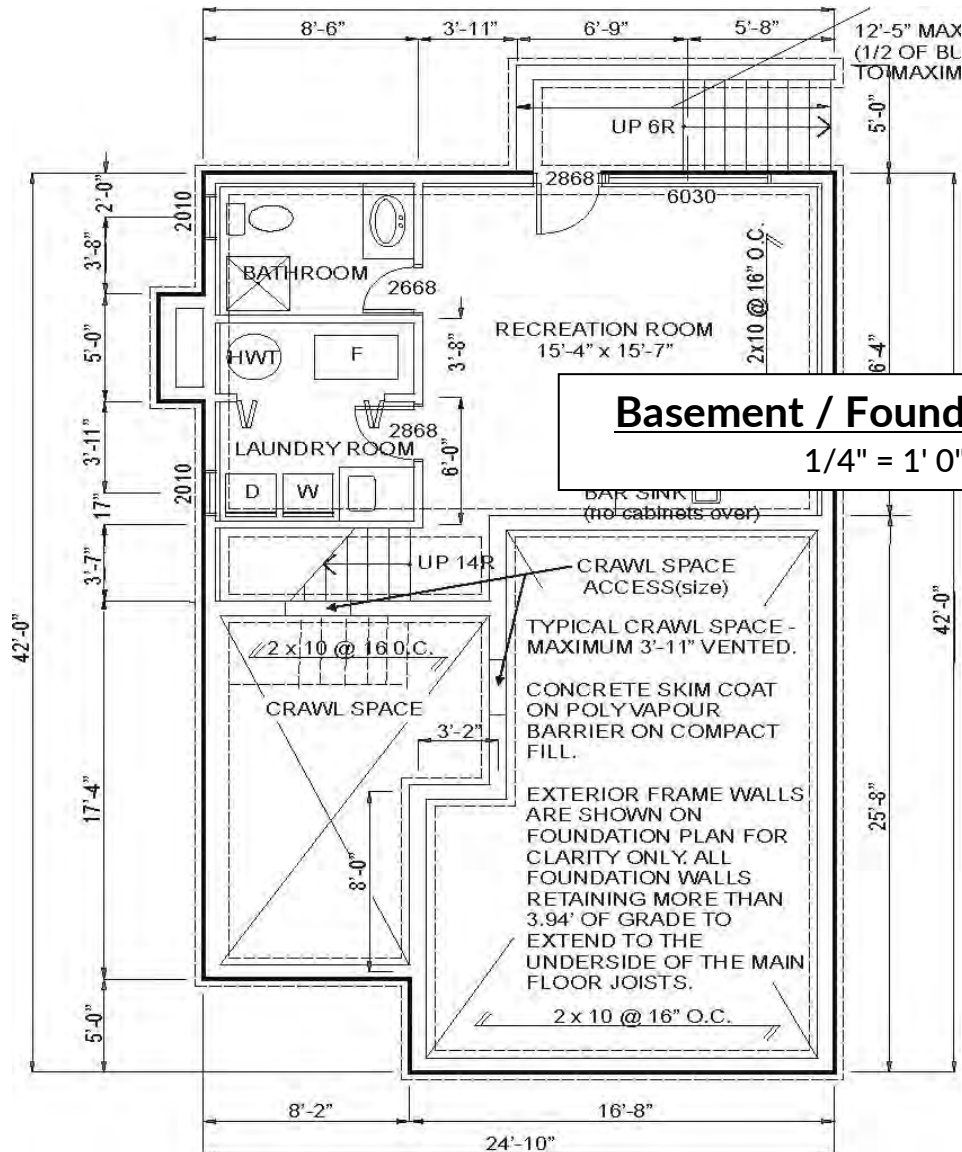 8'-6" 3'-11" 6'-9" 5'-8"
12'-5" MAX
(1/2 OF BU
TO MAXIM
5'-0"
UP 6R
2868
6030
2'-0"
2010
3'-8"
BATHROOM
2668
2x10 @ 16" O.C.
RECREATION ROOM
15'-4" x 15'-7"
5'-0"
HWT
F
3'-8"
6'-4"
Basement / Found
1/4" = 1' 0"
3'-11"
2868
LAUNDRY ROOM
6'-0"
2010
D W
17"
BAR SINK
(no cabinets over)
3'-7"
UP 14R
CRAWL SPACE
ACCESS(size)
42'-0"
42'-0"
TYPICAL CRAWL SPACE -
MAXIMUM 3'-11" VENTED.
2 x 10 @ 16 O.C.
CONCRETE SKIM COAT
ON POLY VAPOUR
BARRIER ON COMPACT
FILL.
CRAWL SPACE
3'-2"
17'-4"
8'-0"
25'-8"
EXTERIOR FRAME WALLS
ARE SHOWN ON
FOUNDATION PLAN FOR
CLARITY ONLY. ALL
FOUNDATION WALLS
RETAINING MORE THAN
3.94' OF GRADE TO
EXTEND TO THE
UNDERSIDE OF THE MAIN
FLOOR JOISTS.
2 x 10 @ 16" O.C.
5'-0"
8'-2" 16'-8"
24'-10"